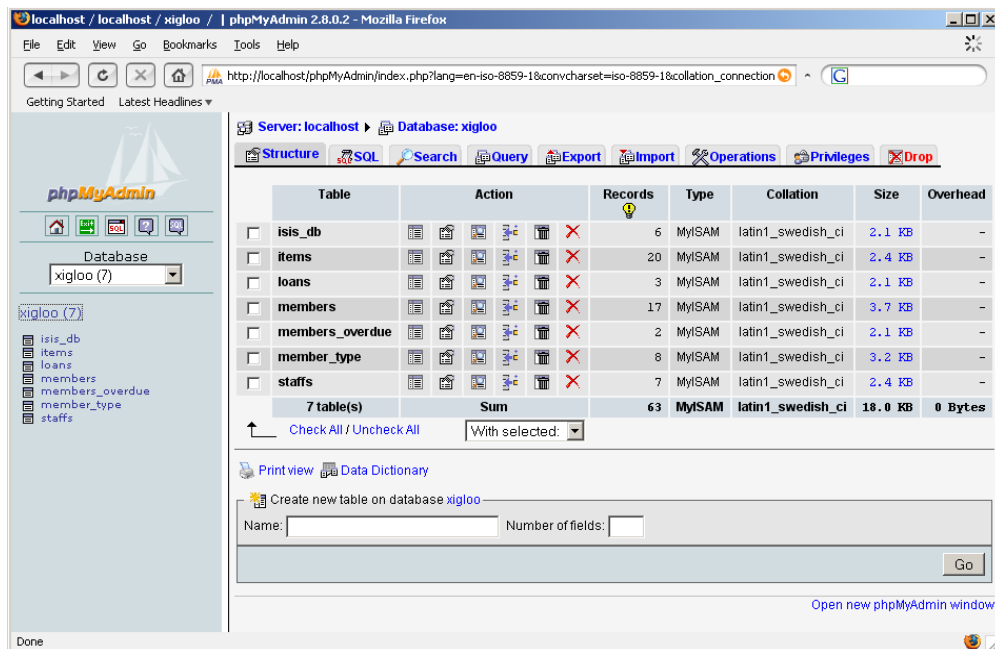 localhost / localhost / xigloo / | phpMyAdmin 2.8.0.2 - Mozilla Firefox
File Edit View Go Bookmarks Tools Help
PMA http://localhost/phpMyAdmin/index.php?lang=en-iso-8859-1&convcharset=iso-8859-1&collation_connection G
Getting Started Latest Headlines
phpMyAdmin
Exit SQL ? SQL
Database
xigloo (7)
xigloo (7)
isis_db
items
loans
members
members_overdue
member_type
staffs
Server: localhost Database: xigloo
Structure SQL Search Query Export Import Operations Privileges Drop
Table Action Records Type Collation Size Overhead
isis_db 6 MyISAM latin1_swedish_ci 2.1 KB -
items 20 MyISAM latin1_swedish_ci 2.4 KB -
loans 3 MyISAM latin1_swedish_ci 2.1 KB -
members 17 MyISAM latin1_swedish_ci 3.7 KB -
members_overdue 2 MyISAM latin1_swedish_ci 2.1 KB -
member_type 8 MyISAM latin1_swedish_ci 3.2 KB -
staffs 7 MyISAM latin1_swedish_ci 2.4 KB -
7 table(s) Sum 63 MyISAM latin1_swedish_ci 18.0 KB 0 Bytes
Check All / Uncheck All With selected:
Print view Data Dictionary
Create new table on database xigloo
Name: Number of fields:
Go
Open new phpMyAdmin window
Done